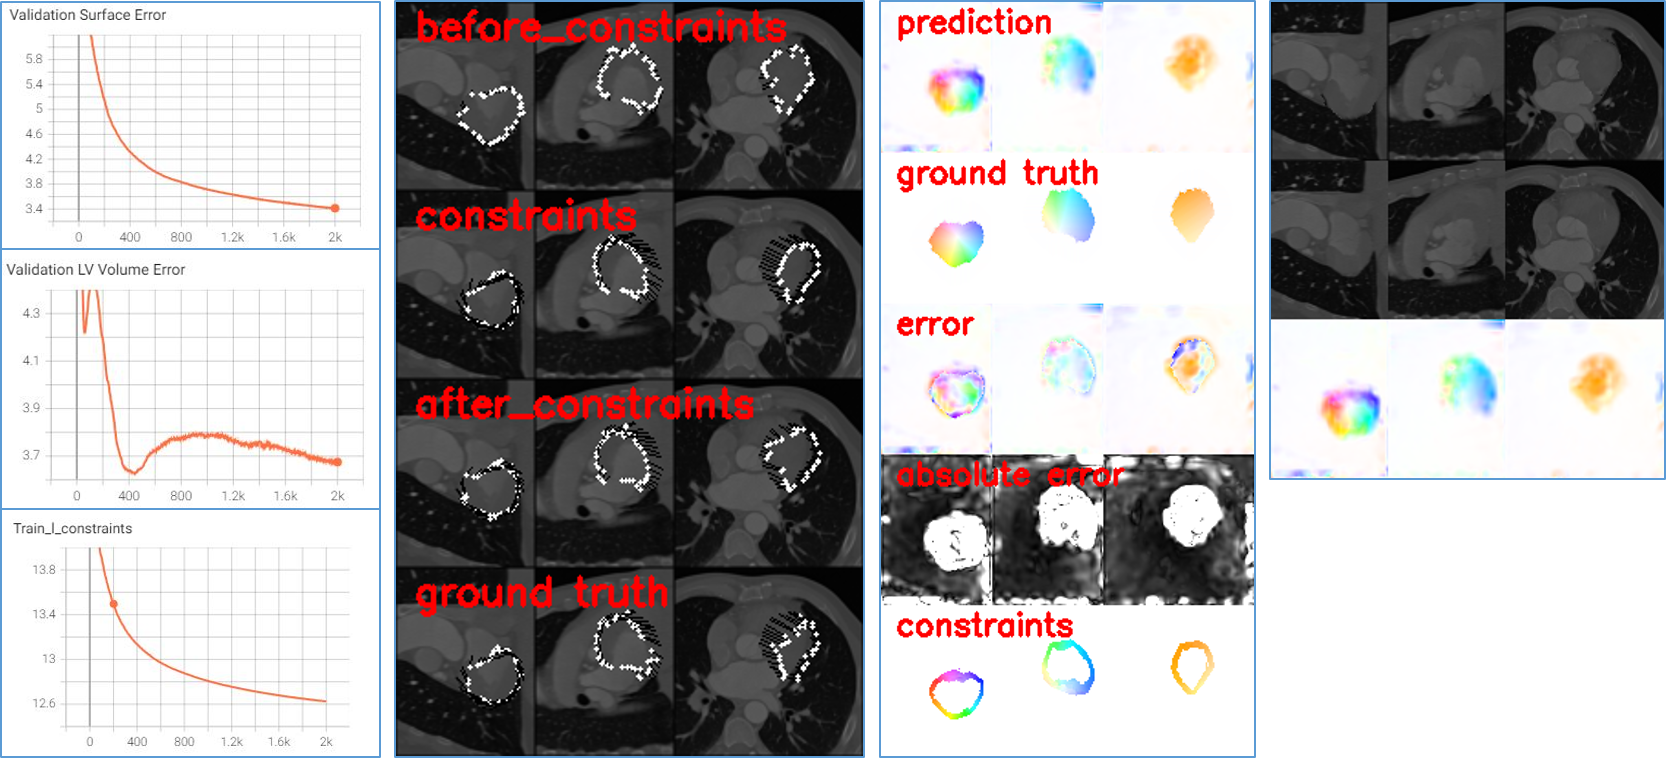 Validation Surface Error
5.8
5.4
5
4.6
4.2
3.8
3.4
0 400 800 1.2k 1.6k 2k
Validation LV Volume Error
4.3
4.1
3.9
3.7
0 400 800 1.2k 1.6k 2k
Train_l_constraints
13.8
13.4
13
12.6
0 400 800 1.2k 1.6k 2k
before_constraints
constraints
after_constraints
ground truth
prediction
ground truth
error
absolute error
constraints